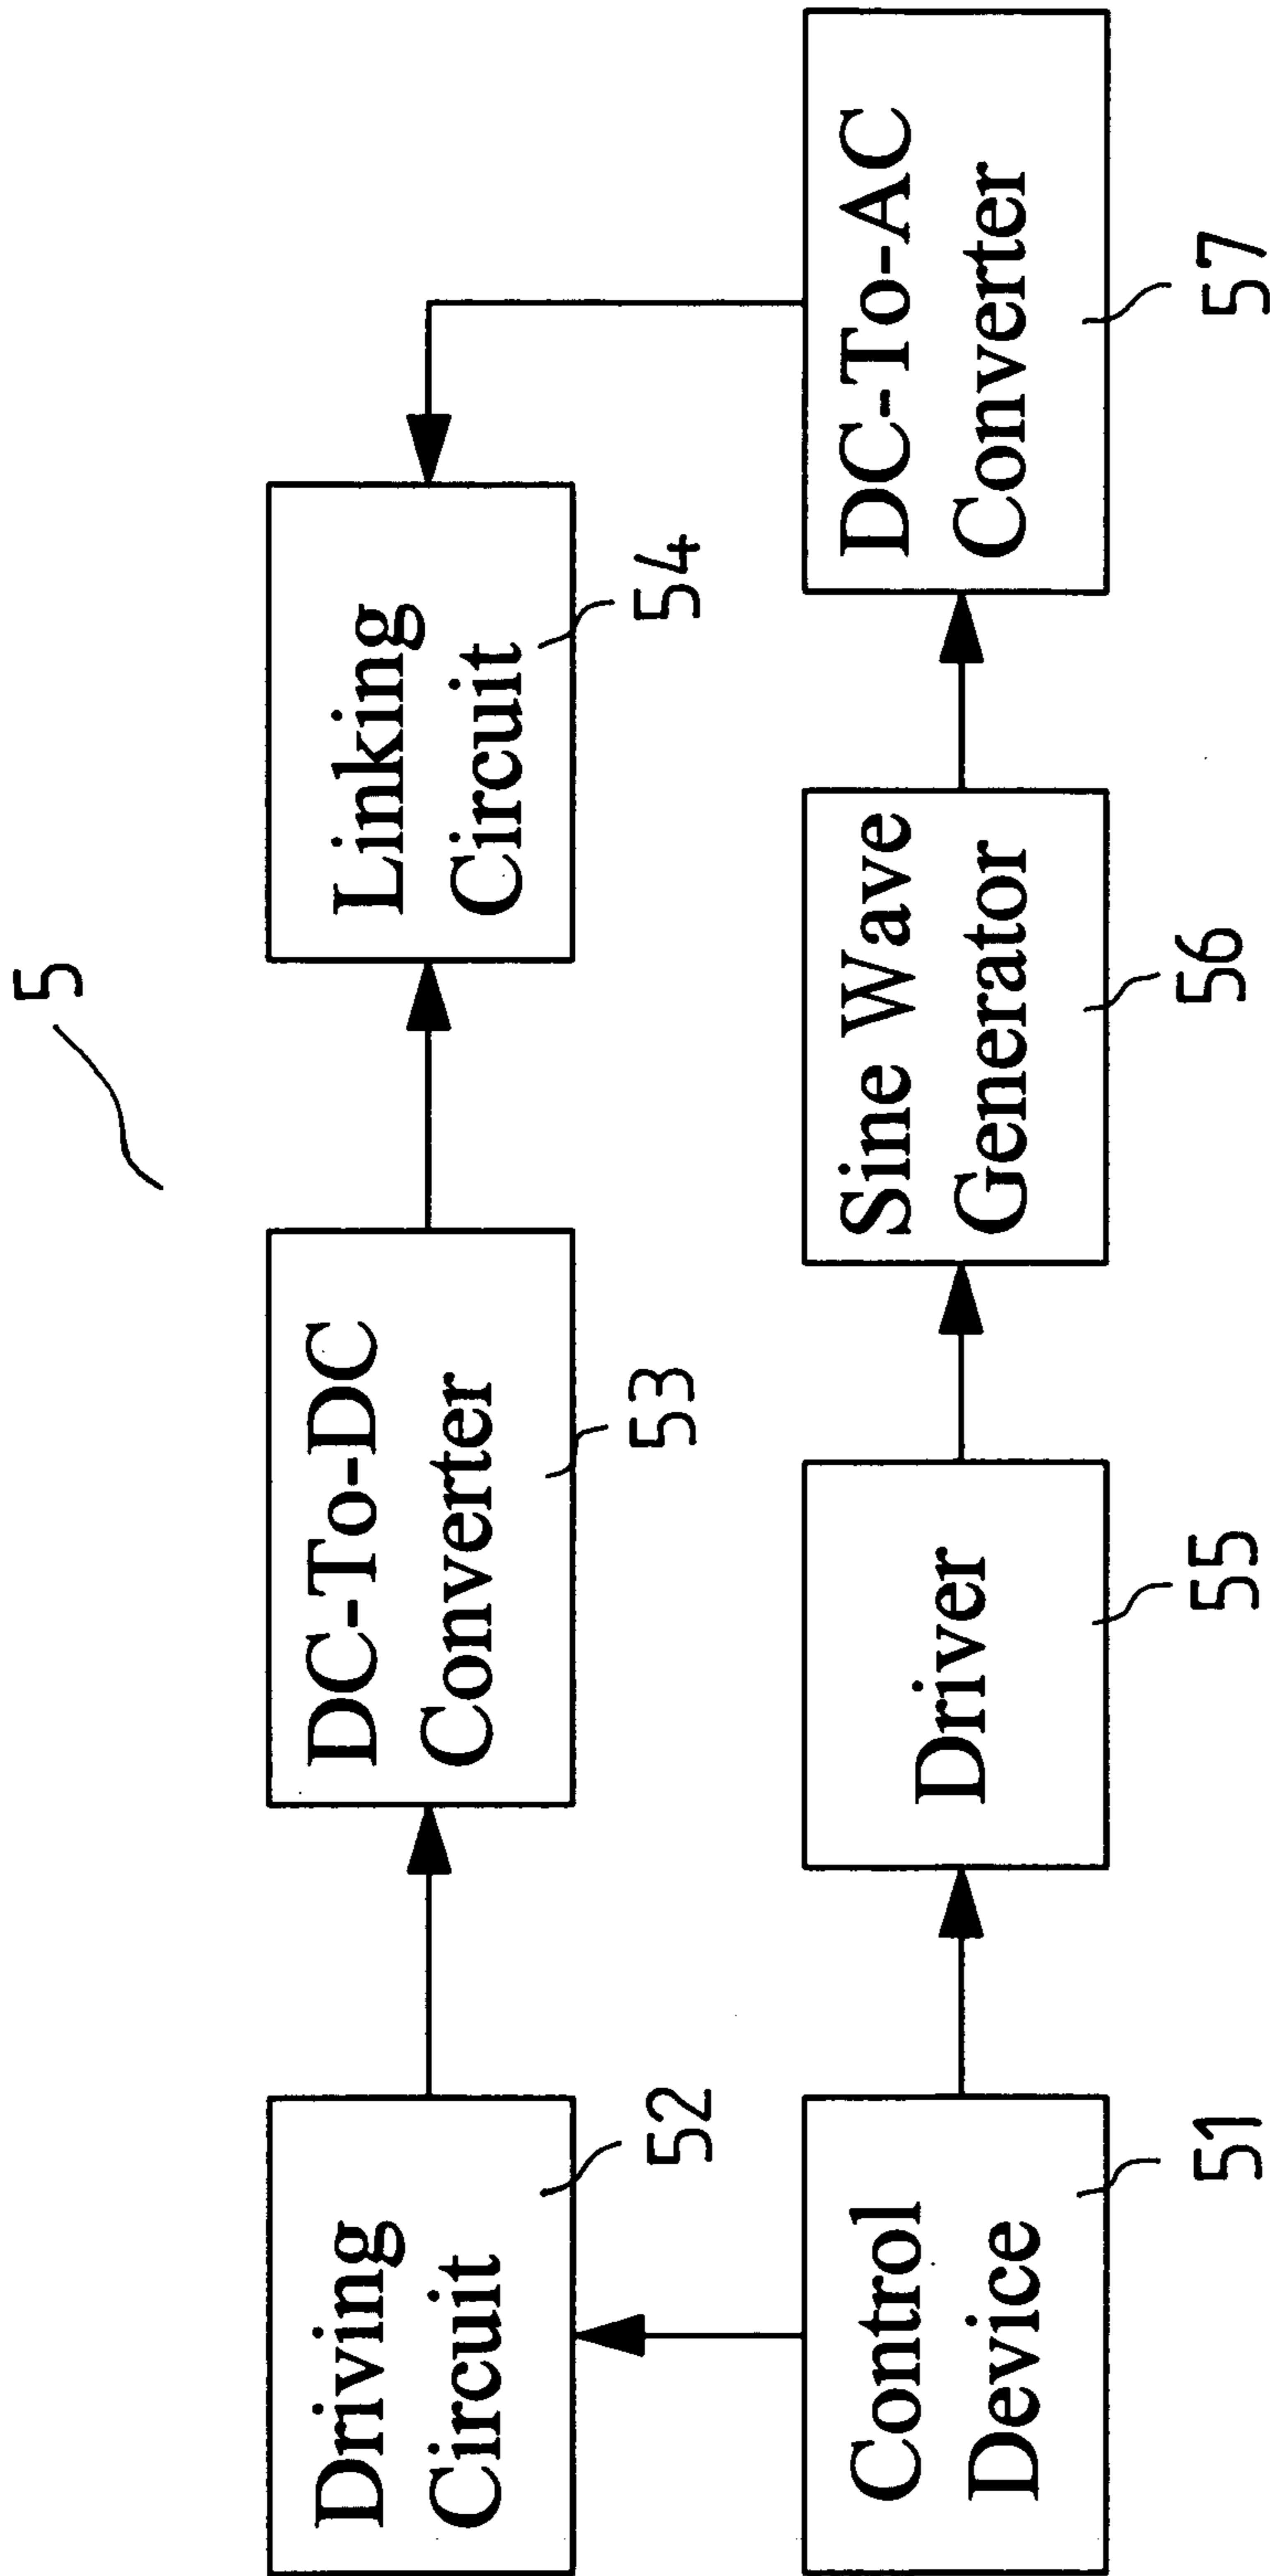 5
Driving
Circuit
52
DC-To-DC
Converter
53
Linking
Circuit
54
Control
Device
51
Driver
55
Sine Wave
Generator
56
DC-To-AC
Converter
57